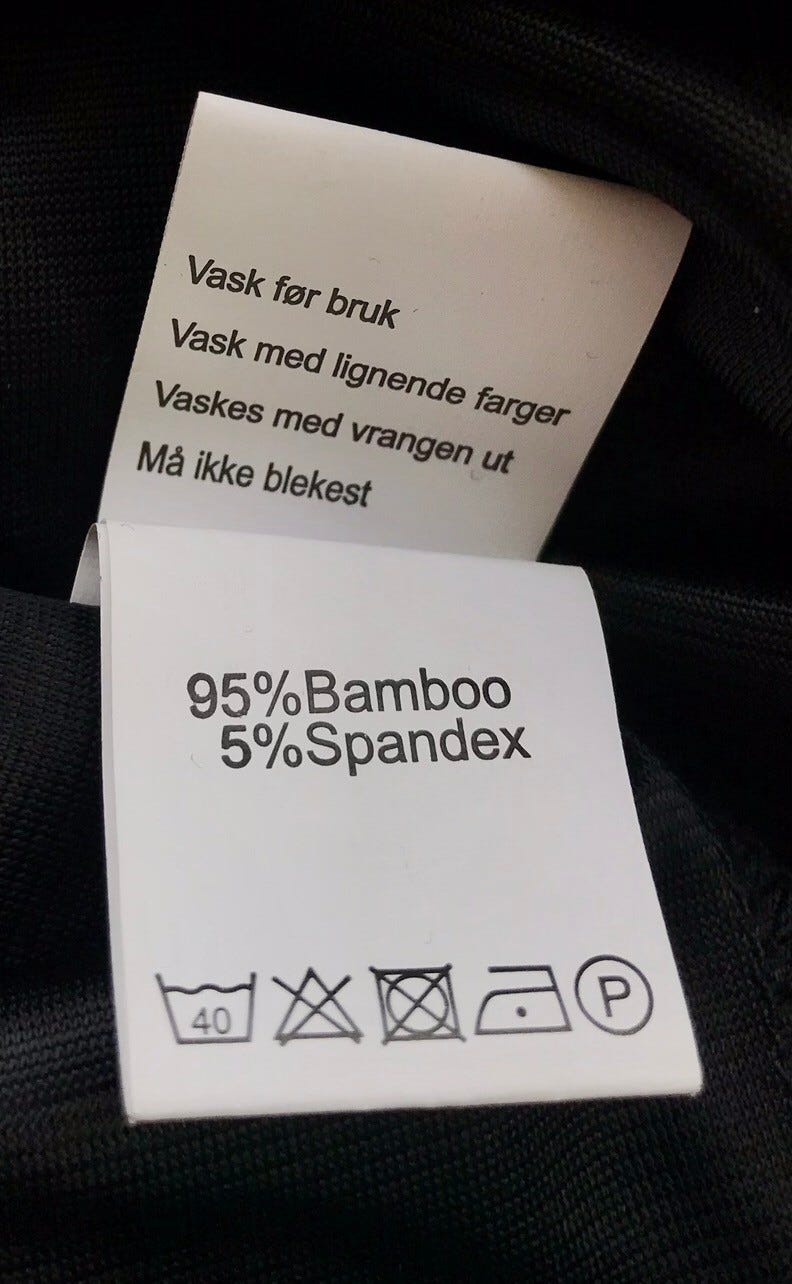 Vask før bruk
Vask med lignende farger
Vaskes med vrangen ut
Må ikke blekest
95%Bamboo
5%Spandex
40 P